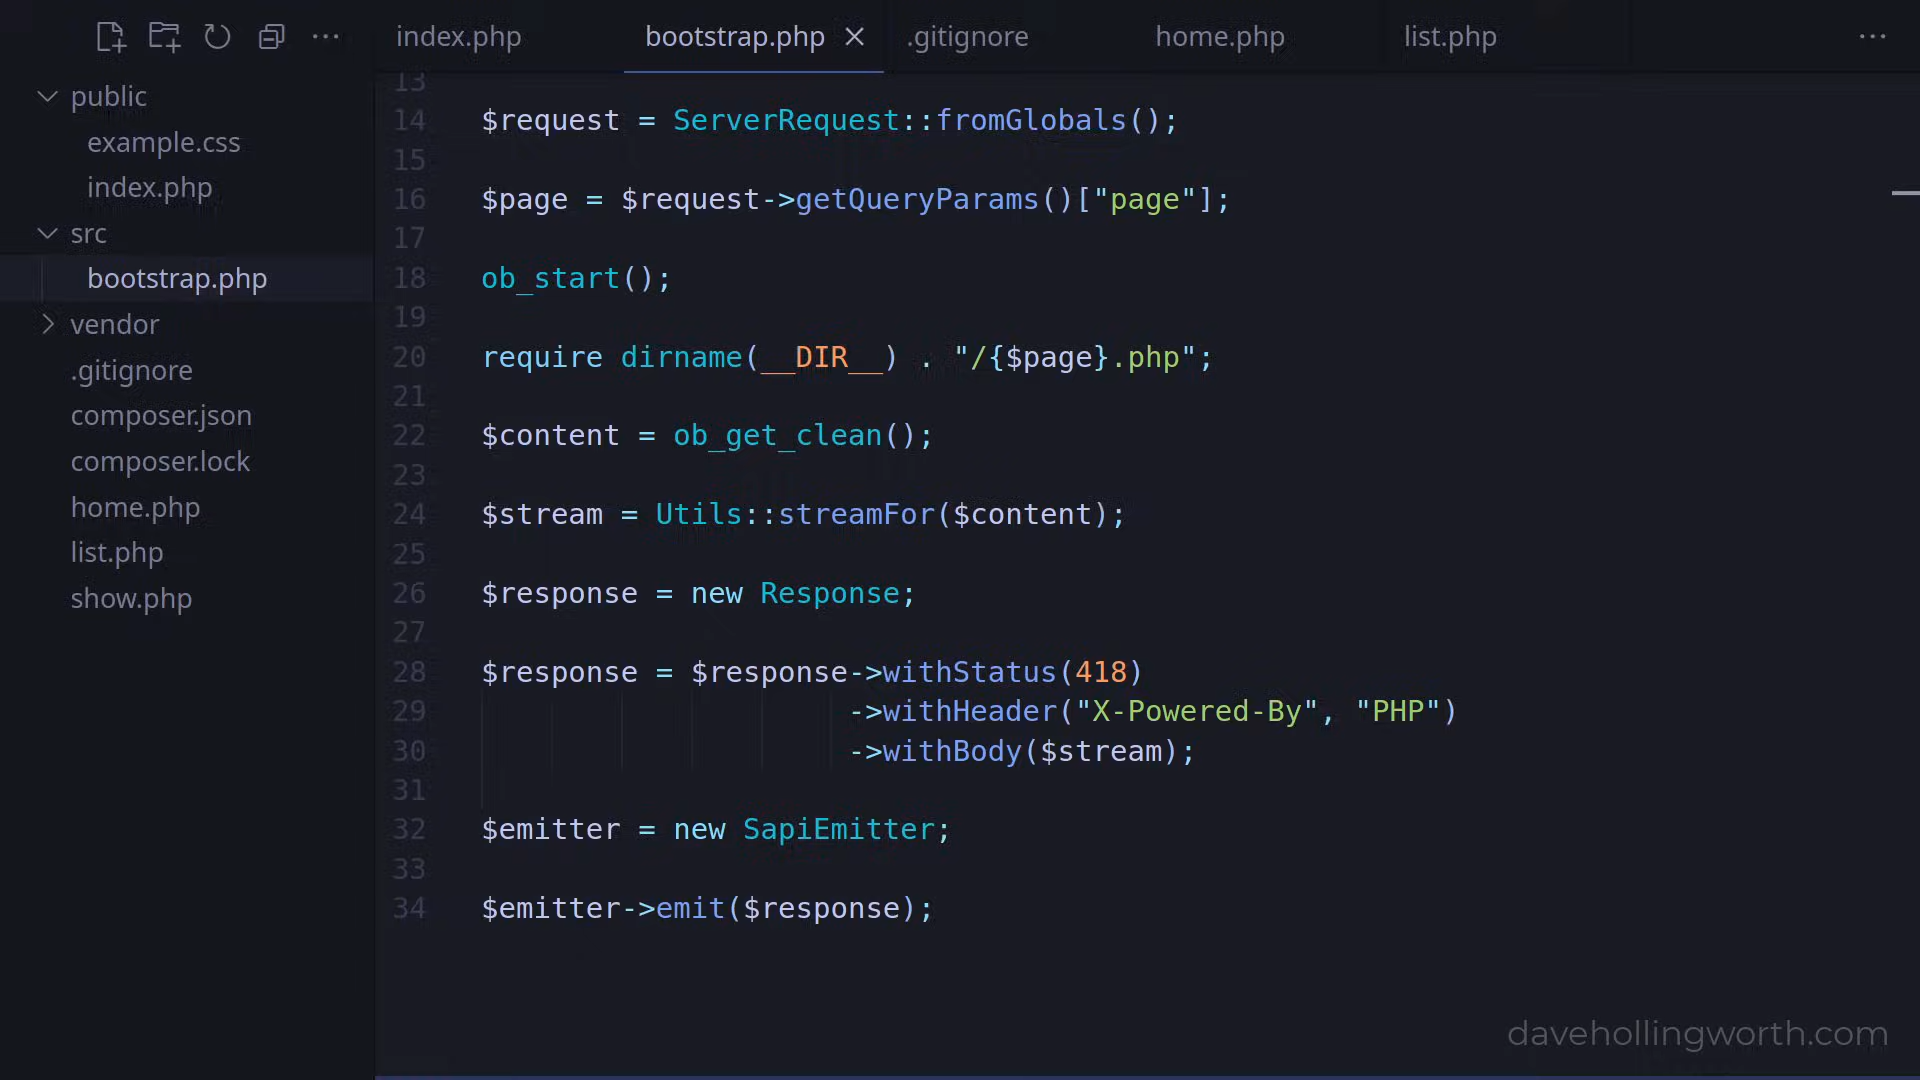 index.php
bootstrap.php
.gitignore
home.php
list.php
public
example.css
index.php
src
bootstrap.php
vendor
.gitignore
composer.json
composer.lock
home.php
list.php
show.php
13
14 $request = ServerRequest::fromGlobals();
15
16 $page = $request->getQueryParams()["page"];
17
18 ob_start();
19
20 require dirname(__DIR__) . "/{$page}.php";
21
22 $content = ob_get_clean();
23
24 $stream = Utils::streamFor($content);
25
26 $response = new Response;
27
28 $response = $response->withStatus(418)
29 ->withHeader("X-Powered-By", "PHP")
30 ->withBody($stream);
31
32 $emitter = new SapiEmitter;
33
34 $emitter->emit($response);
davehollingworth.com